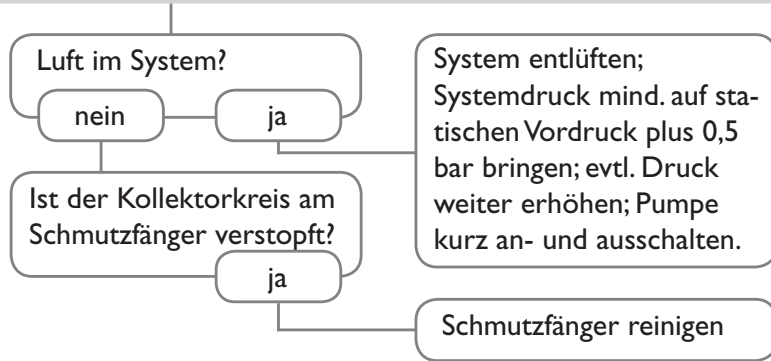 Luft im System?
nein
ja
System entlüften;
Systemdruck mind. auf sta-
tischen Vordruck plus 0,5
bar bringen; evtl. Druck
weiter erhöhen; Pumpe
kurz an- und ausschalten.
Ist der Kollektorkreis am
Schmutzfänger verstopft?
ja
Schmutzfänger reinigen